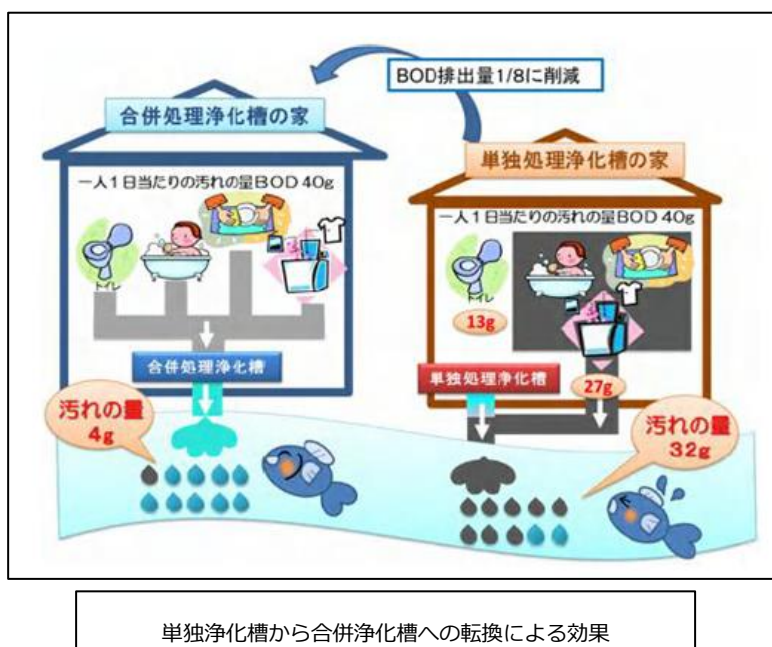 BOD排出量1/8に削減
合併処理浄化槽の家
一人1日当たりの汚れの量BOD 40g
トイレ
合併処理浄化槽
汚れの量
4g
単独処理浄化槽の家
一人1日当たりの汚れの量BOD 40g
トイレ
13g
単独処理浄化槽
27g
汚れの量
32g
単独浄化槽から合併浄化槽への転換による効果